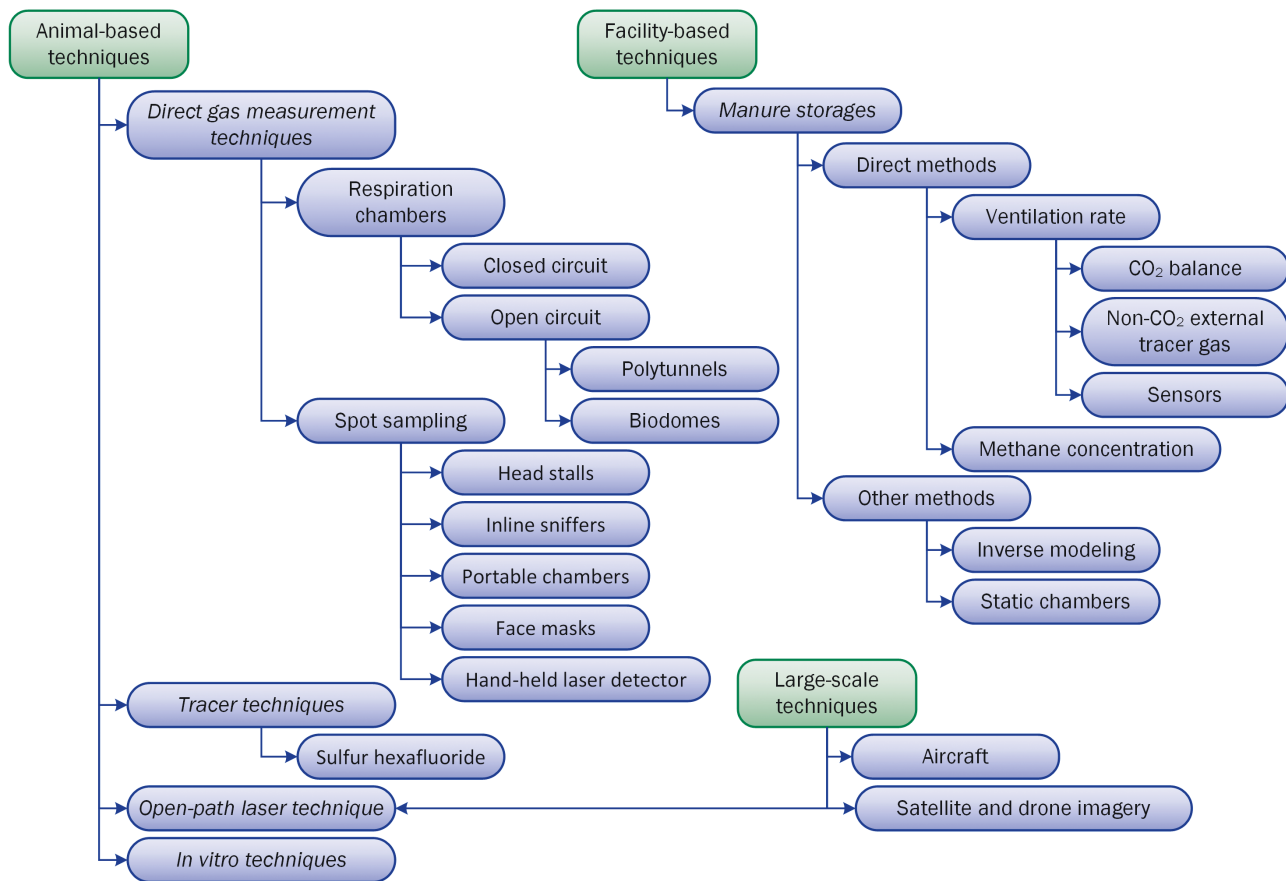 Animal-based
techniques
Direct gas measurement
techniques
Respiration
chambers
Closed circuit
Open circuit
Polytunnels
Biodomes
Spot sampling
Head stalls
Inline sniffers
Portable chambers
Face masks
Hand-held laser detector
Tracer techniques
Sulfur hexafluoride
Open-path laser technique
In vitro techniques
Facility-based
techniques
Manure storages
Direct methods
Ventilation rate
CO₂ balance
Non-CO₂ external
tracer gas
Sensors
Methane concentration
Other methods
Inverse modeling
Static chambers
Large-scale
techniques
Aircraft
Satellite and drone imagery